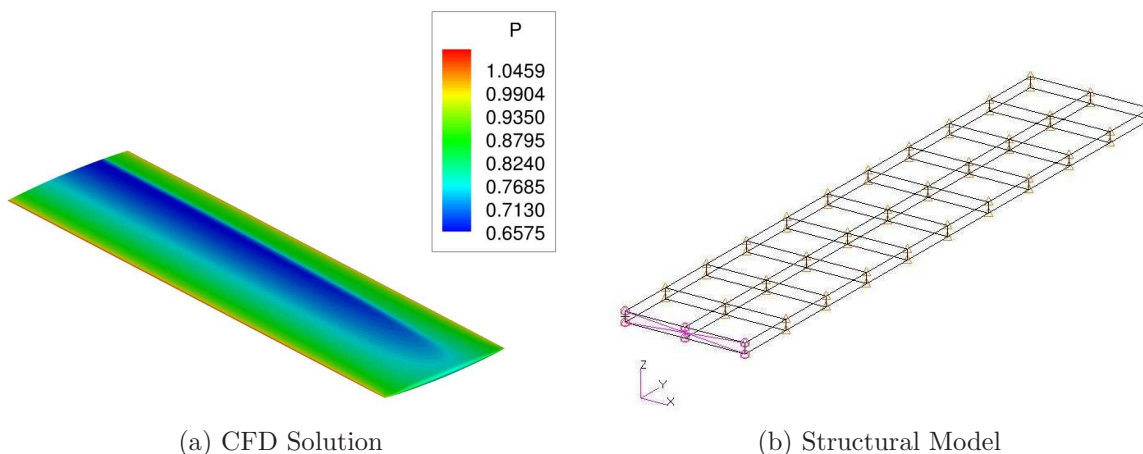 P
1.0459
0.9904
0.9350
0.8795
0.8240
0.7685
0.7130
0.6575
Z
Y
X
(a) CFD Solution
(b) Structural Model